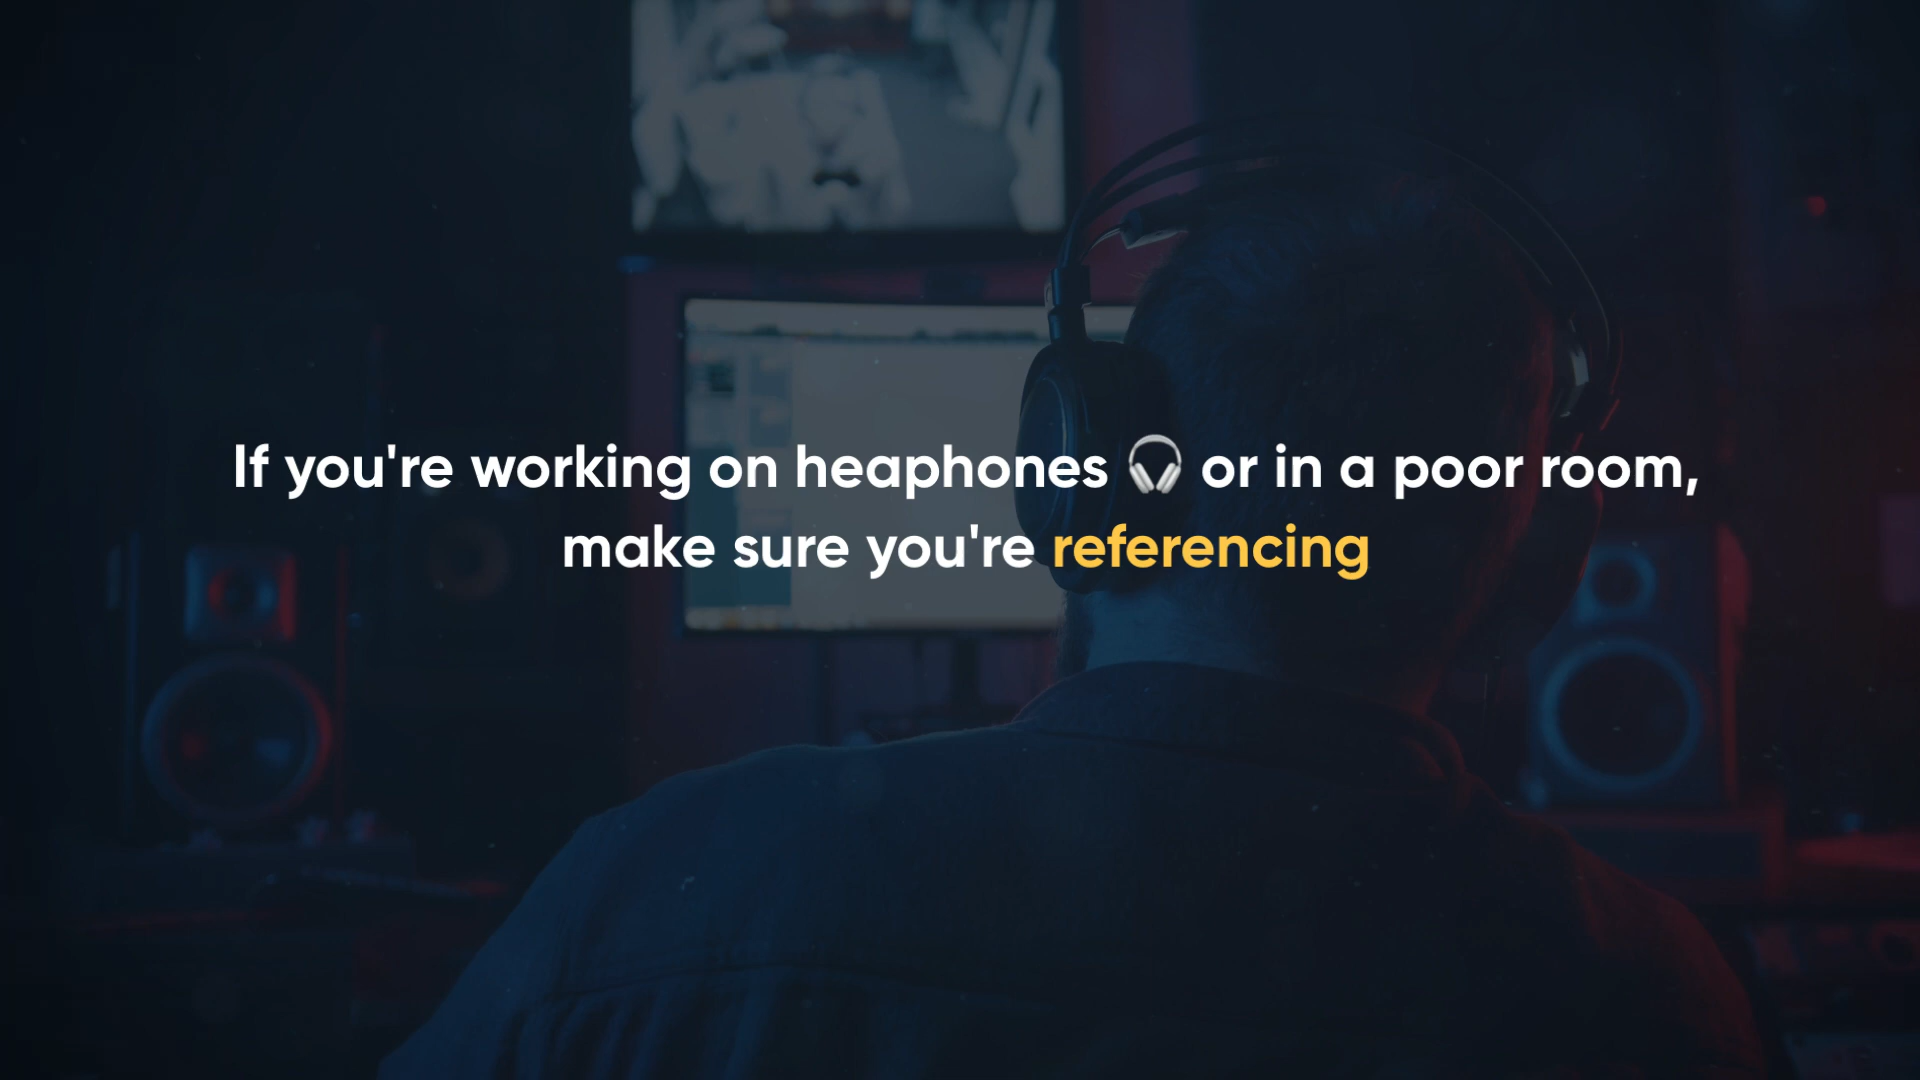 If you're working on heaphones 🎧 or in a poor room,
make sure you're referencing